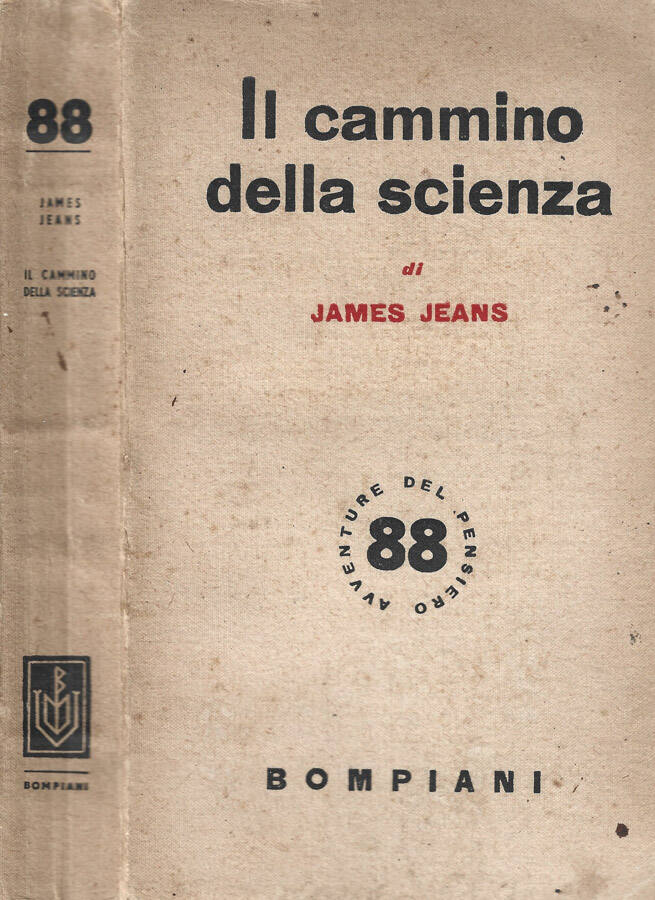 88
JAMES
JEANS
IL CAMMINO
DELLA SCIENZA
BOMPIANI
Il cammino
della scienza
di
JAMES JEANS
AVVENTURE DEL PENSIERO
88
BOMPIANI